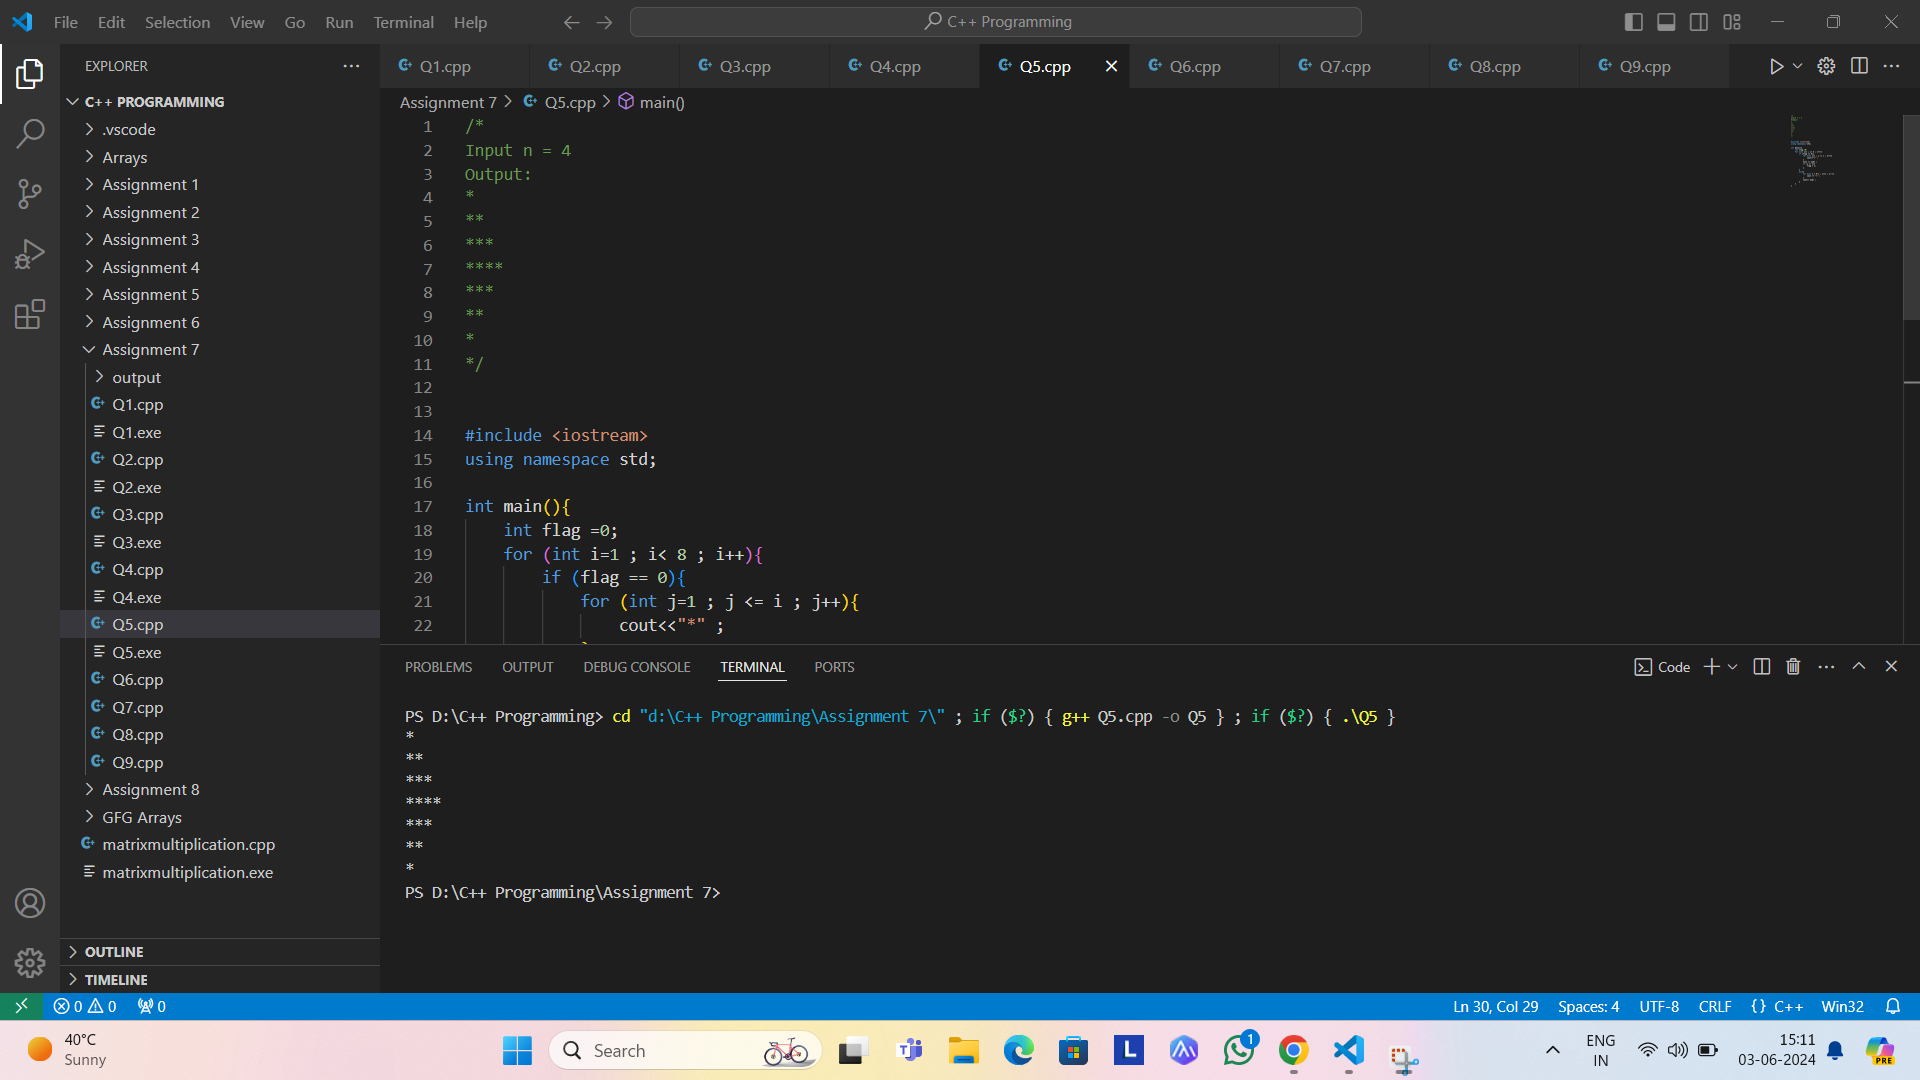 File Edit Selection View Go Run Terminal Help
C++ Programming
EXPLORER
C++ PROGRAMMING
.vscode
Arrays
Assignment 1
Assignment 2
Assignment 3
Assignment 4
Assignment 5
Assignment 6
Assignment 7
output
Q1.cpp
Q1.exe
Q2.cpp
Q2.exe
Q3.cpp
Q3.exe
Q4.cpp
Q4.exe
Q5.cpp
Q5.exe
Q6.cpp
Q7.cpp
Q8.cpp
Q9.cpp
Assignment 8
GFG Arrays
matrixmultiplication.cpp
matrixmultiplication.exe
OUTLINE
TIMELINE
Q1.cpp Q2.cpp Q3.cpp Q4.cpp Q5.cpp Q6.cpp Q7.cpp Q8.cpp Q9.cpp
Assignment 7 > Q5.cpp > main()
1 /*
2 Input n = 4
3 Output:
4 *
5 **
6 ***
7 ****
8 ***
9 **
10 *
11 */
12
13
14 #include <iostream>
15 using namespace std;
16
17 int main(){
18 int flag =0;
19 for (int i=1 ; i< 8 ; i++){
20 if (flag == 0){
21 for (int j=1 ; j <= i ; j++){
22 cout<<"*" ;
PROBLEMS OUTPUT DEBUG CONSOLE TERMINAL PORTS
Code
PS D:\C++ Programming> cd "d:\C++ Programming\Assignment 7\" ; if ($?) { g++ Q5.cpp -o Q5 } ; if ($?) { .\Q5 }
*
**
***
****
***
**
*
PS D:\C++ Programming\Assignment 7>
0 0 0
Ln 30, Col 29 Spaces: 4 UTF-8 CRLF {} C++ Win32
40°C
Sunny
Search
L
1
ENG
IN
15:11
03-06-2024
PRE